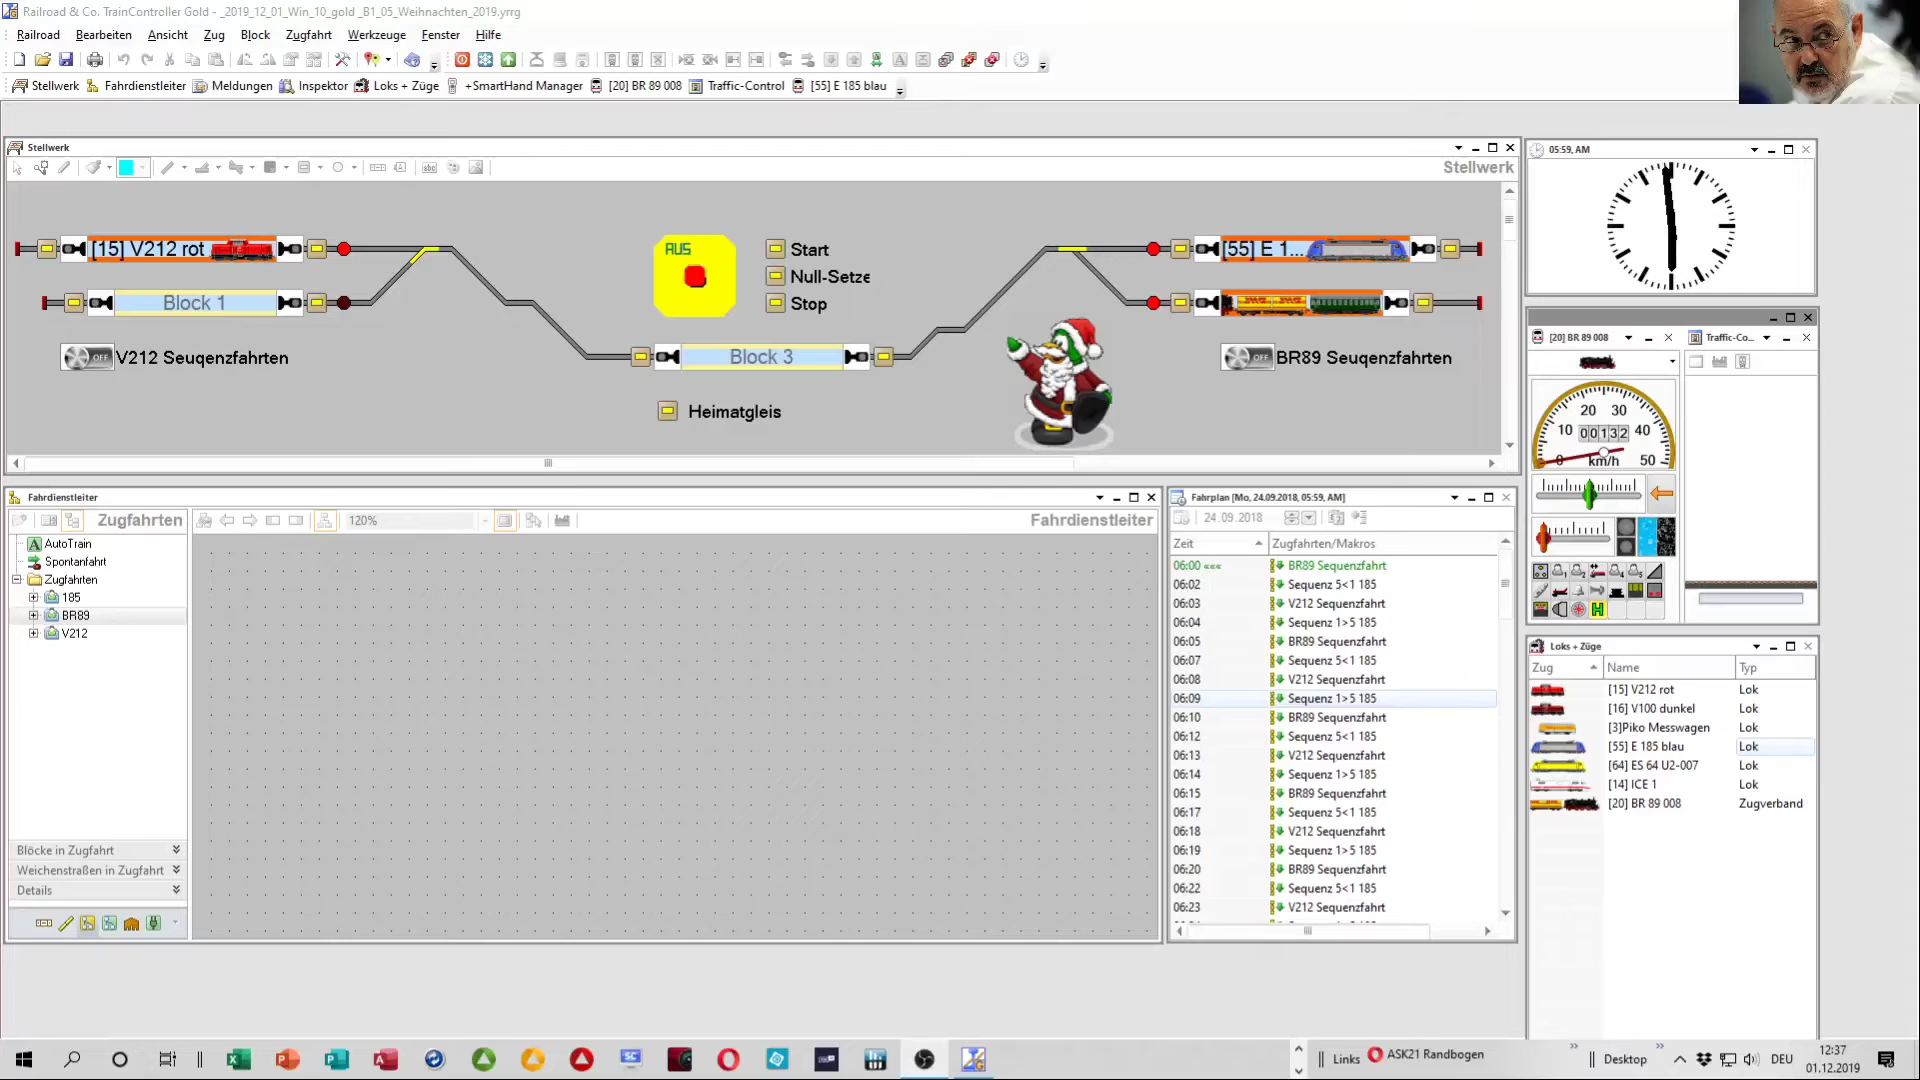 Railroad & Co. TrainController Gold - _2019_12_01_Win_10_gold _B1_05_Weihnachten_2019.yrrg
Railroad Bearbeiten Ansicht Zug Block Zugfahrt Werkzeuge Fenster Hilfe
Stellwerk Fahrdienstleiter Meldungen Inspektor Loks + Züge +SmartHand Manager [20] BR 89 008 Traffic-Control [55] E 185 blau
Stellwerk
Stellwerk
[15] V212 rot
Block 1
V212 Seuqenzfahrten
AUS
Start
Null-Setze
Stop
Block 3
Heimatgleis
[55] E 1...
OFF
BR89 Seuqenzfahrten
OFF
05:59, AM
[20] BR 89 008
Traffic-Co...
10 20 30 40 50
0
00132
km/h
Fahrdienstleiter
Zugfahrten
120%
Fahrdienstleiter
AutoTrain
Spontanfahrt
Zugfahrten
185
BR89
V212
Blöcke in Zugfahrt
Weichenstraßen in Zugfahrt
Details
Fahrplan [Mo, 24.09.2018, 05:59, AM]
24.09.2018
Zeit Zugfahrten/Makros
06:00 «« BR89 Sequenzfahrt
06:02 Sequenz 5<1 185
06:03 V212 Sequenzfahrt
06:04 Sequenz 1>5 185
06:05 BR89 Sequenzfahrt
06:07 Sequenz 5<1 185
06:08 V212 Sequenzfahrt
06:09 Sequenz 1>5 185
06:10 BR89 Sequenzfahrt
06:12 Sequenz 5<1 185
06:13 V212 Sequenzfahrt
06:14 Sequenz 1>5 185
06:15 BR89 Sequenzfahrt
06:17 Sequenz 5<1 185
06:18 V212 Sequenzfahrt
06:19 Sequenz 1>5 185
06:20 BR89 Sequenzfahrt
06:22 Sequenz 5<1 185
06:23 V212 Sequenzfahrt
Loks + Züge
Zug Name Typ
[15] V212 rot Lok
[16] V100 dunkel Lok
[3]Piko Messwagen Lok
[55] E 185 blau Lok
[64] ES 64 U2-007 Lok
[14] ICE 1 Lok
[20] BR 89 008 Zugverband
Links ASK21 Randbogen Desktop DEU
12:37
01.12.2019